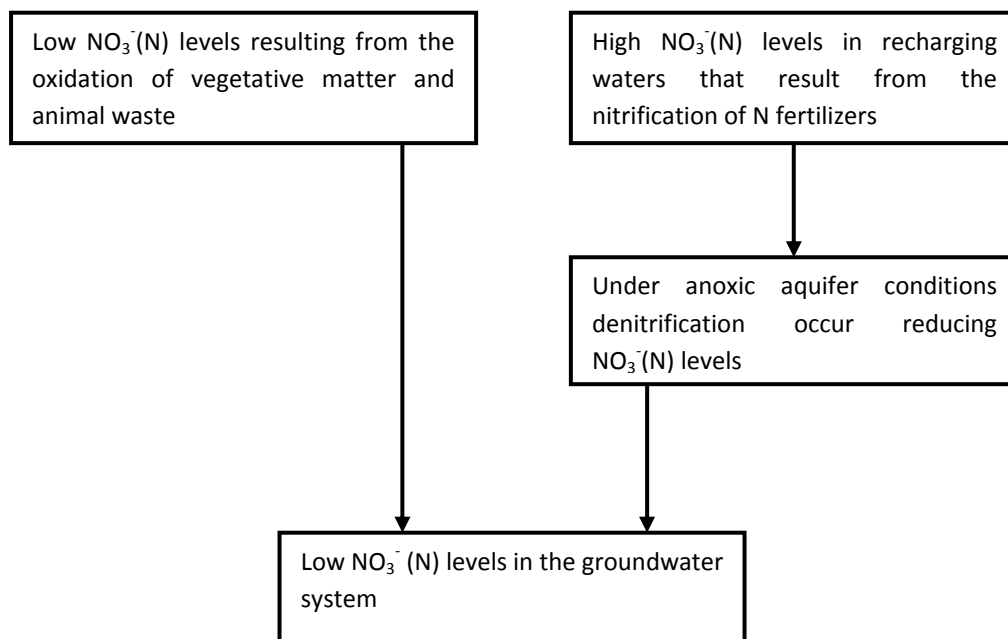 Low NO₃⁻(N) levels resulting from the
oxidation of vegetative matter and
animal waste
High NO₃⁻(N) levels in recharging
waters that result from the
nitrification of N fertilizers
Under anoxic aquifer conditions
denitrification occur reducing
NO₃⁻(N) levels
Low NO₃⁻ (N) levels in the groundwater
system